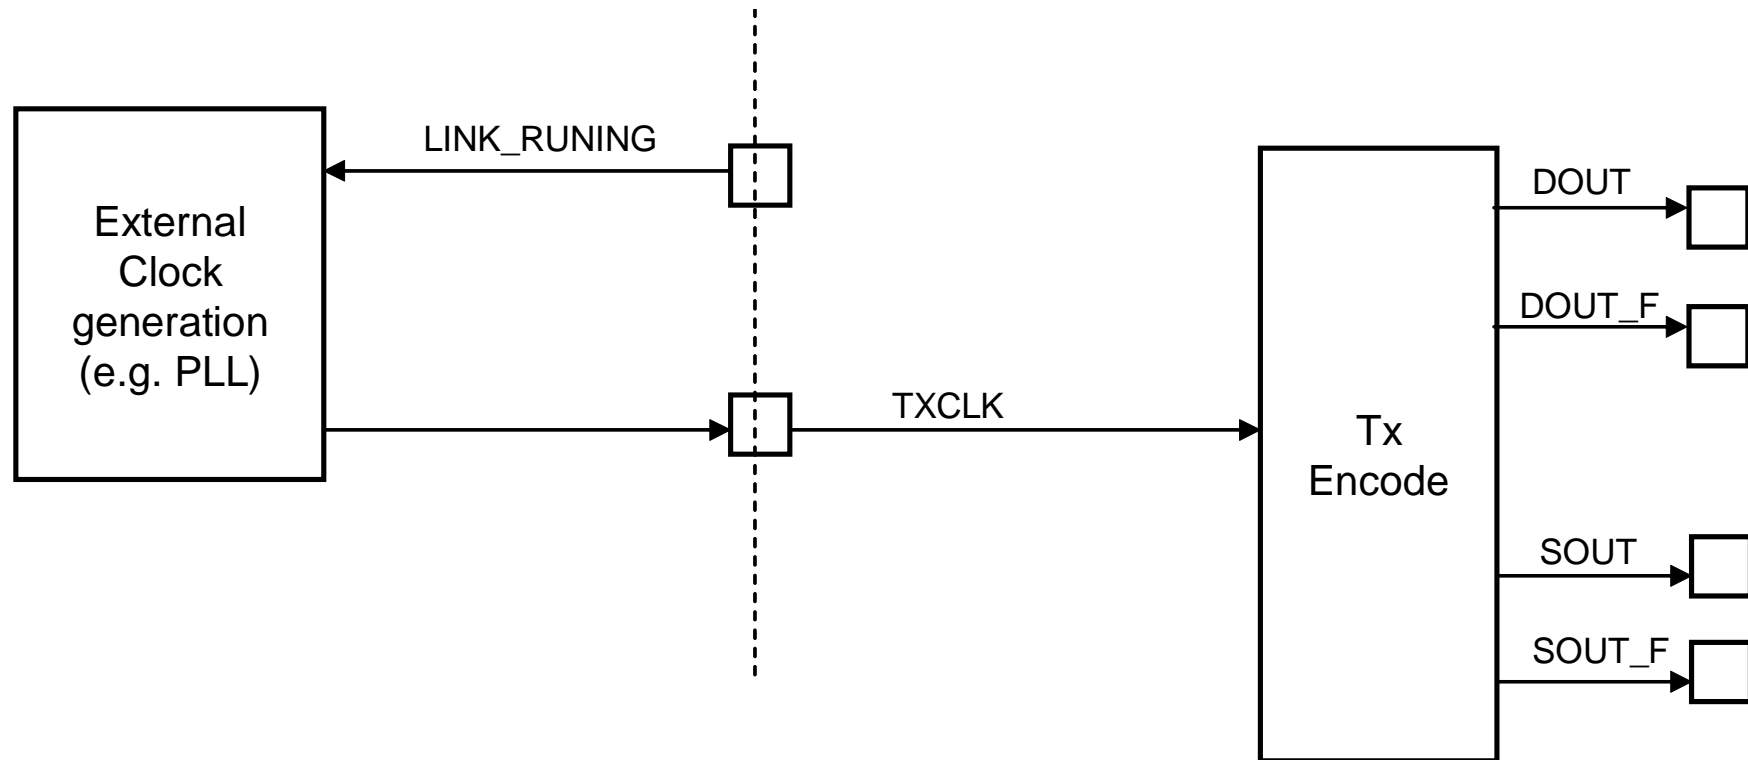 LINK_RUNING
External
Clock
generation
(e.g. PLL)
TXCLK
Tx
Encode
DOUT
DOUT_F
SOUT
SOUT_F